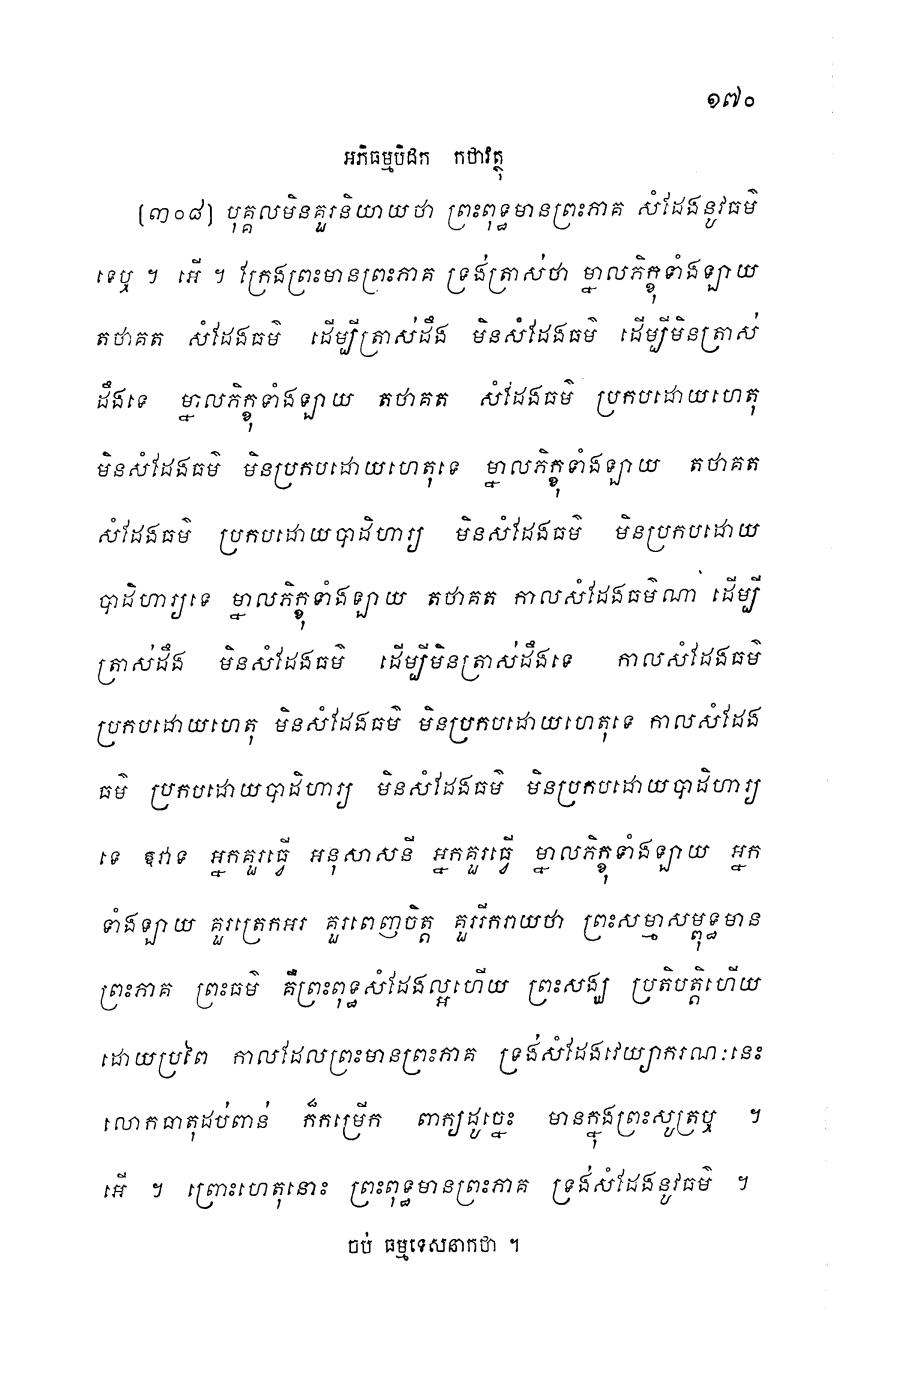 ១៧០
អភិធម្មបិដក កថាវត្ថុ
(៣០៨) បុគ្គលមិនគួរនិយាយថា ព្រះពុទ្ធមានព្រះភាគ សំដែងនូវធម៌
ទេឬ ។ អើ ។ ក្រែងព្រះមានព្រះភាគ ទ្រង់ត្រាស់ថា ម្នាលភិក្ខុទាំងឡាយ
តថាគត សំដែងធម៌ ដើម្បីត្រាស់ដឹង មិនសំដែងធម៌ ដើម្បីមិនត្រាស់
ដឹងទេ ម្នាលភិក្ខុទាំងឡាយ តថាគត សំដែងធម៌ ប្រកបដោយហេតុ
មិនសំដែងធម៌ មិនប្រកបដោយហេតុទេ ម្នាលភិក្ខុទាំងឡាយ តថាគត
សំដែងធម៌ ប្រកបដោយបាដិហារ្យ មិនសំដែងធម៌ មិនប្រកបដោយ
បាដិហារ្យទេ ម្នាលភិក្ខុទាំងឡាយ តថាគត កាលសំដែងធម៌ណា ដើម្បី
ត្រាស់ដឹង មិនសំដែងធម៌ ដើម្បីមិនត្រាស់ដឹងទេ កាលសំដែងធម៌
ប្រកបដោយហេតុ មិនសំដែងធម៌ មិនប្រកបដោយហេតុទេ កាលសំដែង
ធម៌ ប្រកបដោយបាដិហារ្យ មិនសំដែងធម៌ មិនប្រកបដោយបាដិហារ្យ
ទេ ឱវាទ អ្នកគួរធ្វើ អនុសាសនី អ្នកគួរធ្វើ ម្នាលភិក្ខុទាំងឡាយ អ្នក
ទាំងឡាយ គួរត្រេកអរ គួរពេញចិត្ត គួររីករាយថា ព្រះសម្មាសម្ពុទ្ធមាន
ព្រះភាគ ព្រះធម៌ គឺព្រះពុទ្ធសំដែងល្អហើយ ព្រះសង្ឃ ប្រតិបត្តិហើយ
ដោយប្រពៃ កាលដែលព្រះមានព្រះភាគ ទ្រង់សំដែងវេយ្យាករណៈនេះ
លោកធាតុដប់ពាន់ ក៏កម្រើក ពាក្យដូច្នេះ មានក្នុងព្រះសូត្រឬ ។
អើ ។ ព្រោះហេតុនោះ ព្រះពុទ្ធមានព្រះភាគ ទ្រង់សំដែងនូវធម៌ ។
ចប់ ធម្មទេសនាកថា ។